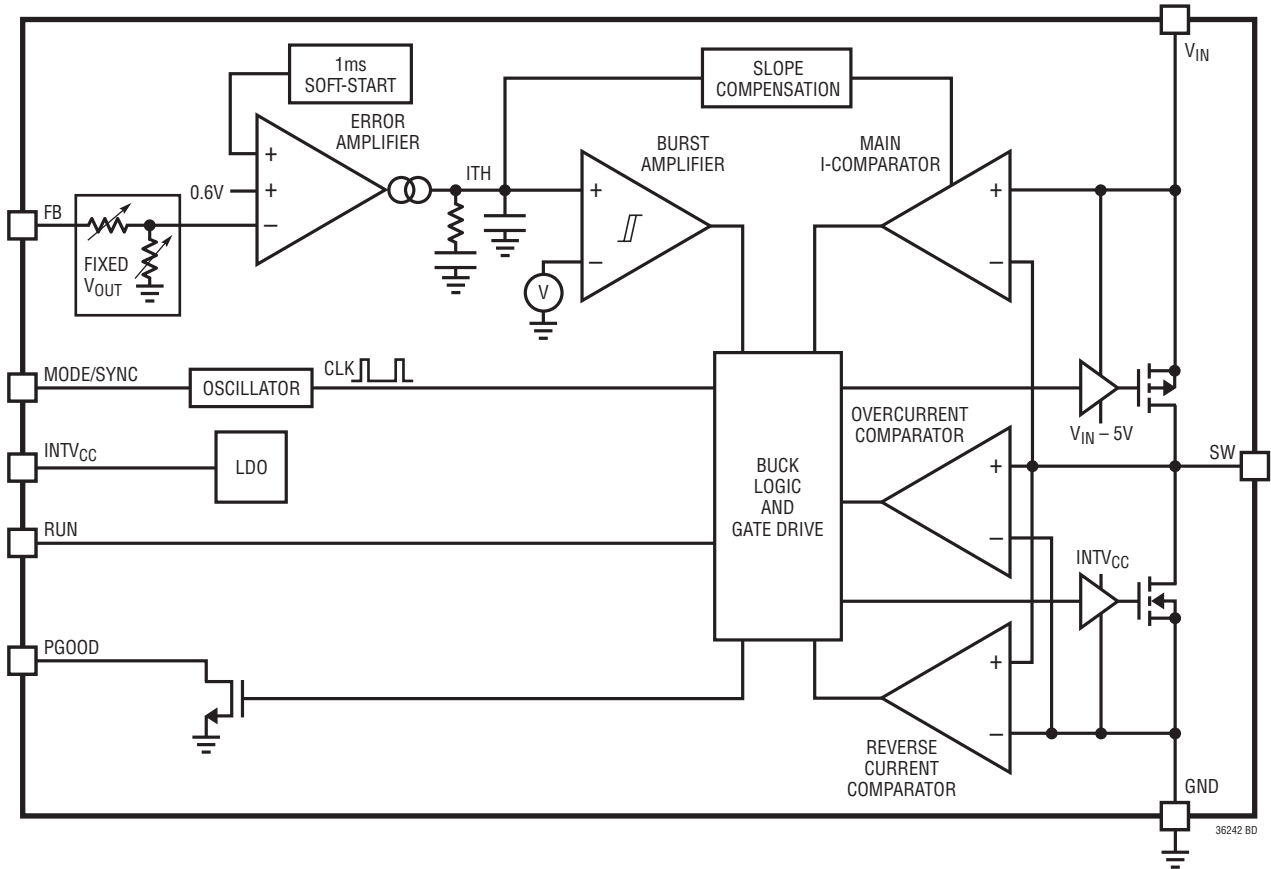 1ms
SOFT-START
SLOPE
COMPENSATION
VIN
ERROR
AMPLIFIER
BURST
AMPLIFIER
MAIN
I-COMPARATOR
ITH
+
0.6V
+
+
+
FB
–
FIXED
VOUT
–
–
V
MODE/SYNC
OSCILLATOR
CLK
OVERCURRENT
COMPARATOR
VIN – 5V
INTVCC
LDO
BUCK
LOGIC
AND
GATE DRIVE
+
SW
RUN
–
INTVCC
PGOOD
+
–
REVERSE
CURRENT
COMPARATOR
GND
36242 BD